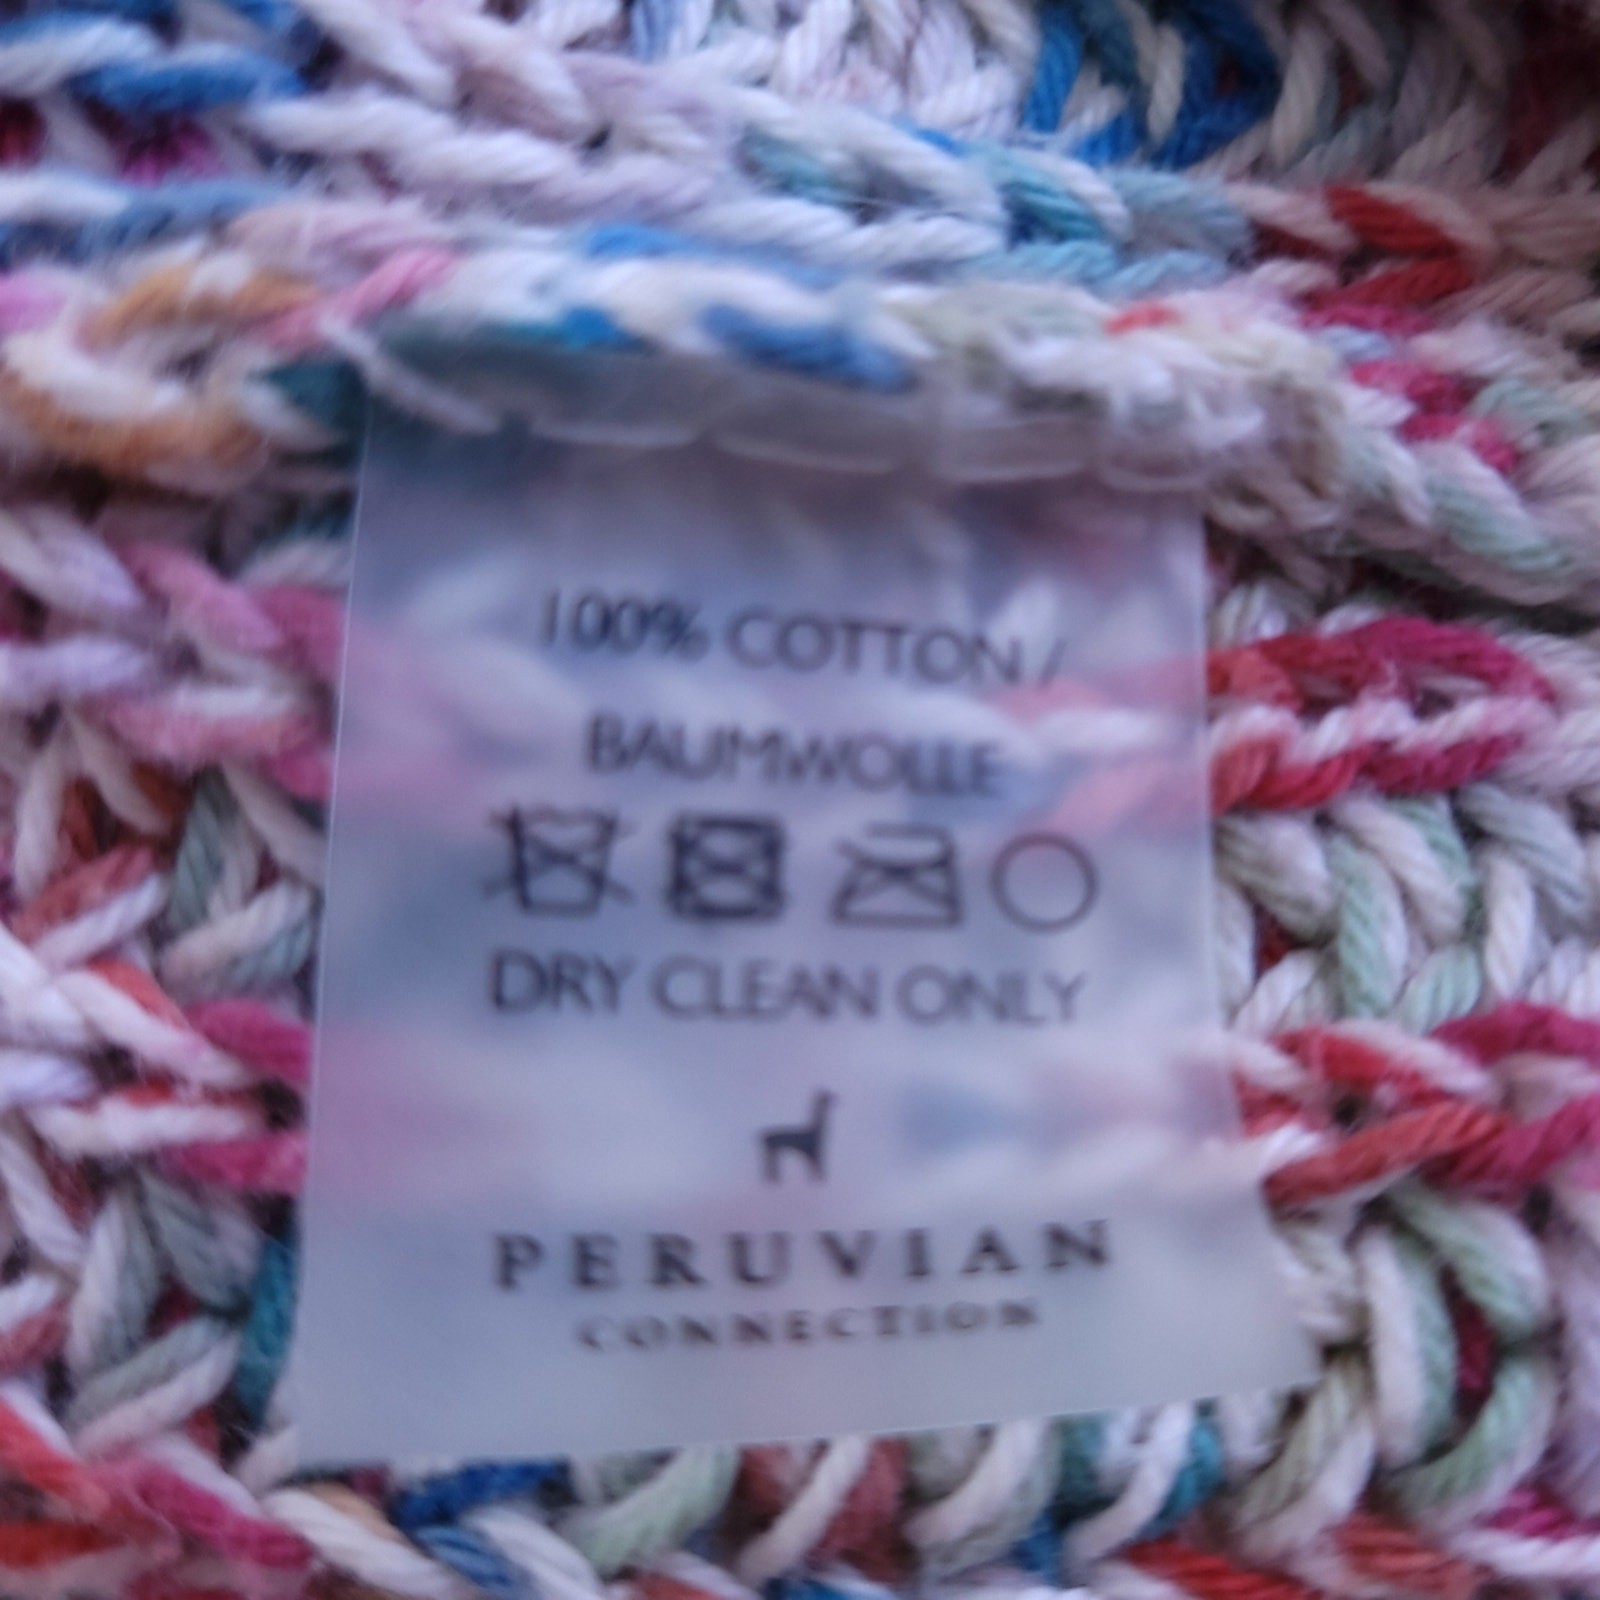 100% COTTON /
BAUMWOLLE
DRY CLEAN ONLY
PERUVIAN
CONNECTION